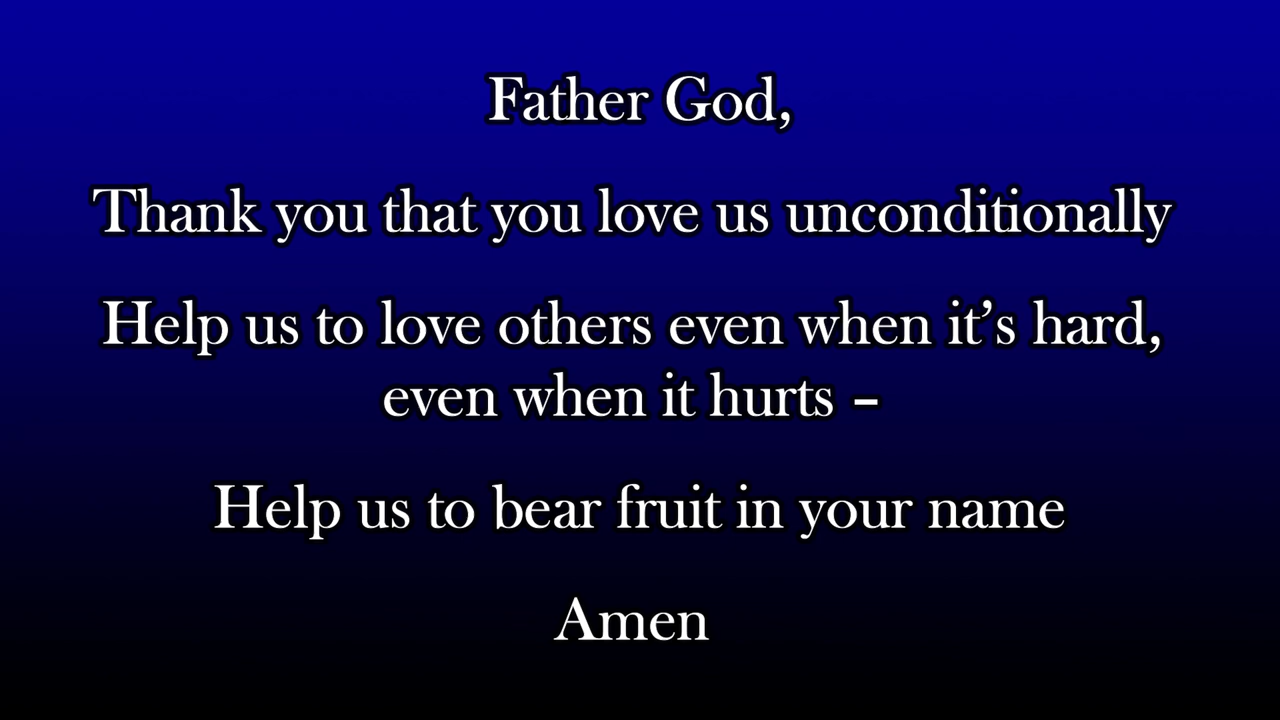 Father God,
Thank you that you love us unconditionally
Help us to love others even when it’s hard,
even when it hurts –
Help us to bear fruit in your name
Amen